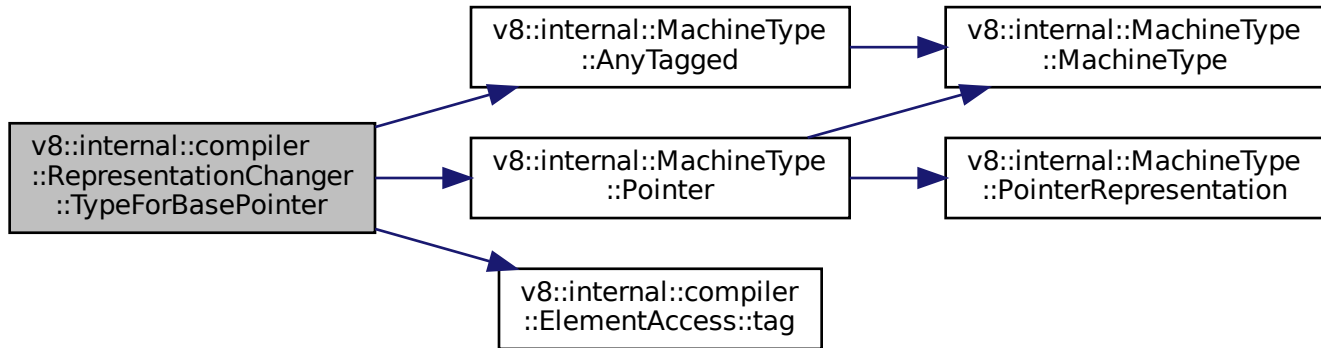 v8::internal::compiler
::RepresentationChanger
::TypeForBasePointer
v8::internal::MachineType
::AnyTagged
v8::internal::MachineType
::MachineType
v8::internal::MachineType
::Pointer
v8::internal::MachineType
::PointerRepresentation
v8::internal::compiler
::ElementAccess::tag